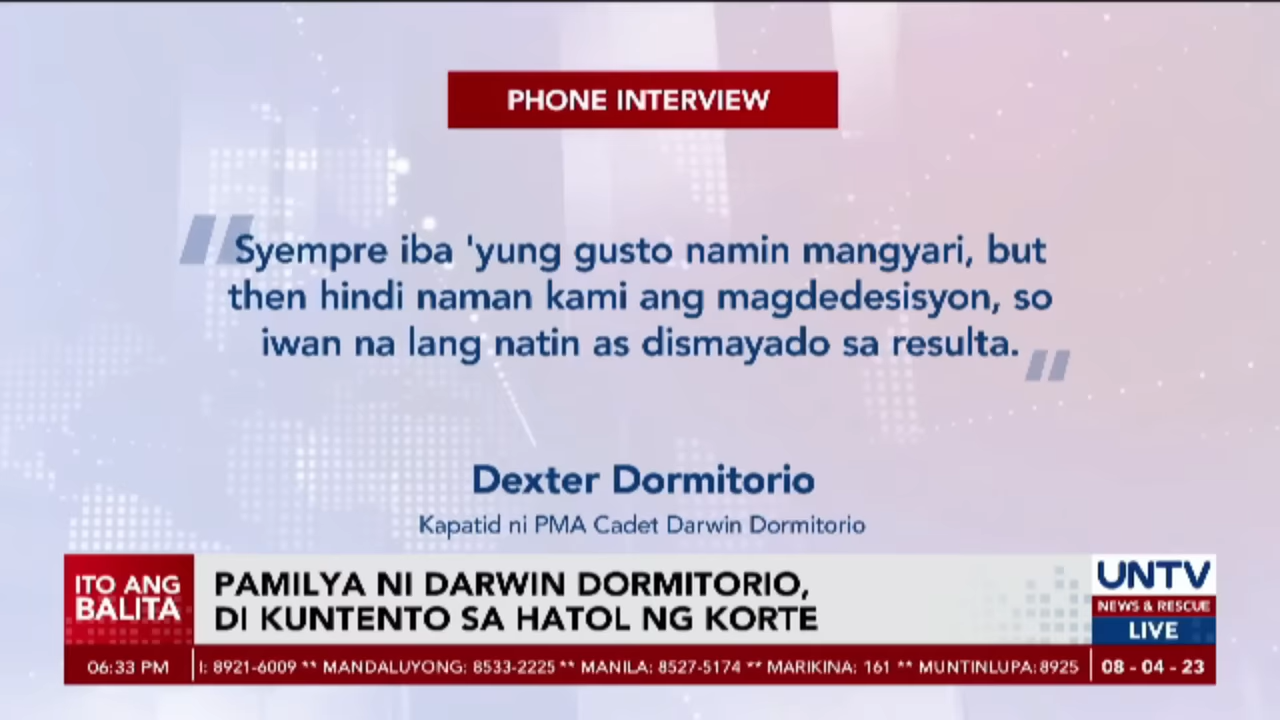 PHONE INTERVIEW
"Syempre iba 'yung gusto namin mangyari, but
then hindi naman kami ang magdedesisyon, so
iwan na lang natin as dismayado sa resulta."
Dexter Dormitorio
Kapatid ni PMA Cadet Darwin Dormitorio
ITO ANG
BALITA
PAMILYA NI DARWIN DORMITORIO,
DI KUNTENTO SA HATOL NG KORTE
UNTV
NEWS & RESCUE
LIVE
06:33 PM
I: 8921-6009 ** MANDALUYONG: 8533-2225 ** MANILA: 8527-5174 ** MARIKINA: 161 ** MUNTINLUPA:8925
08 - 04 - 23